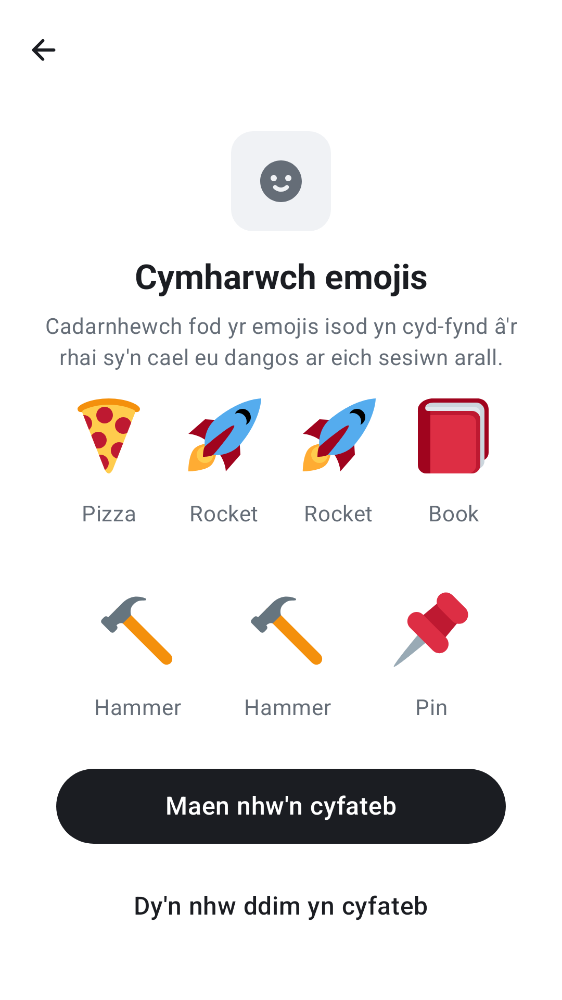 Cymharwch emojis
Cadarnhewch fod yr emojis isod yn cyd-fynd â'r
rhai sy'n cael eu dangos ar eich sesiwn arall.
Pizza Rocket Rocket Book
Hammer Hammer Pin
Maen nhw'n cyfateb
Dy'n nhw ddim yn cyfateb